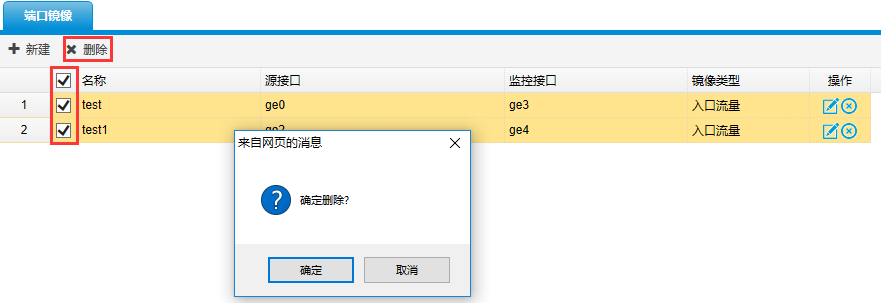 端口镜像
新建 删除
名称 源接口 监控接口 镜像类型 操作
1 test ge0 ge3 入口流量
2 test1 ge2 ge4 入口流量
来自网页的消息
确定删除?
确定 取消